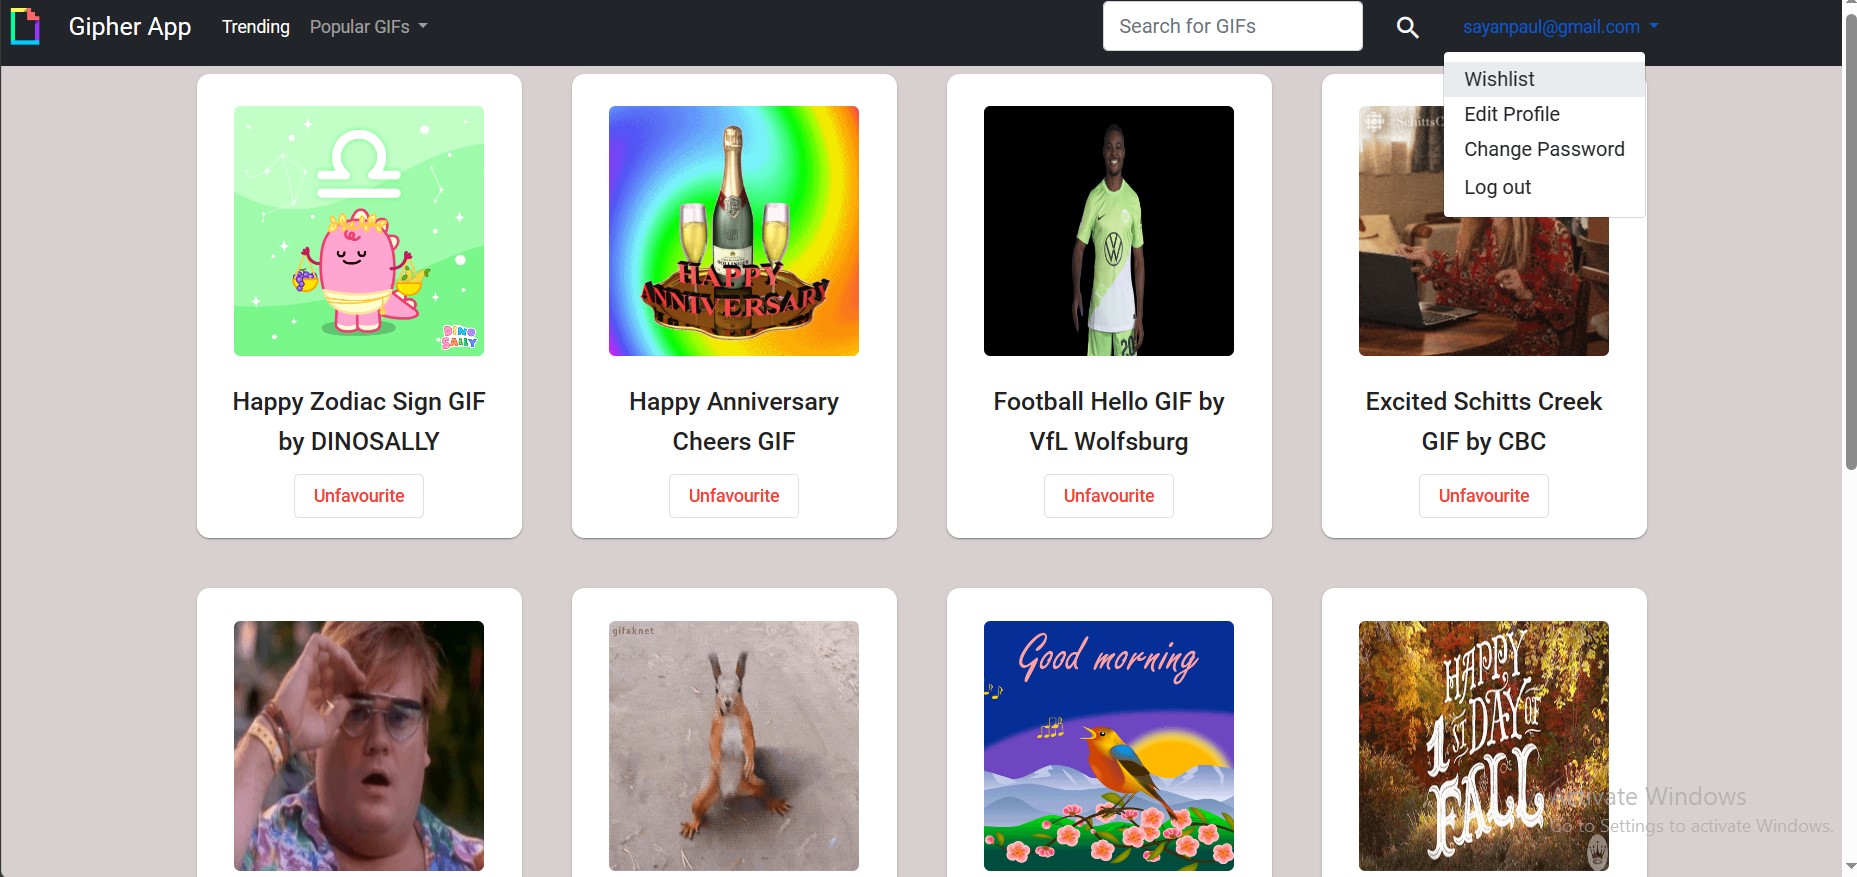 Gipher App
Trending
Popular GIFs
Search for GIFs
sayanpaul@gmail.com
Wishlist
Edit Profile
Change Password
Log out
DINO
SALLY
HAPPY
ANNIVERSARY
20
SchittsC
Happy Zodiac Sign GIF
by DINOSALLY
Happy Anniversary
Cheers GIF
Football Hello GIF by
VfL Wolfsburg
Excited Schitts Creek
GIF by CBC
Unfavourite
Unfavourite
Unfavourite
Unfavourite
gifaknet
Good morning
HAPPY
1ST DAY OF
FALL
Activate Windows
Go to Settings to activate Windows.